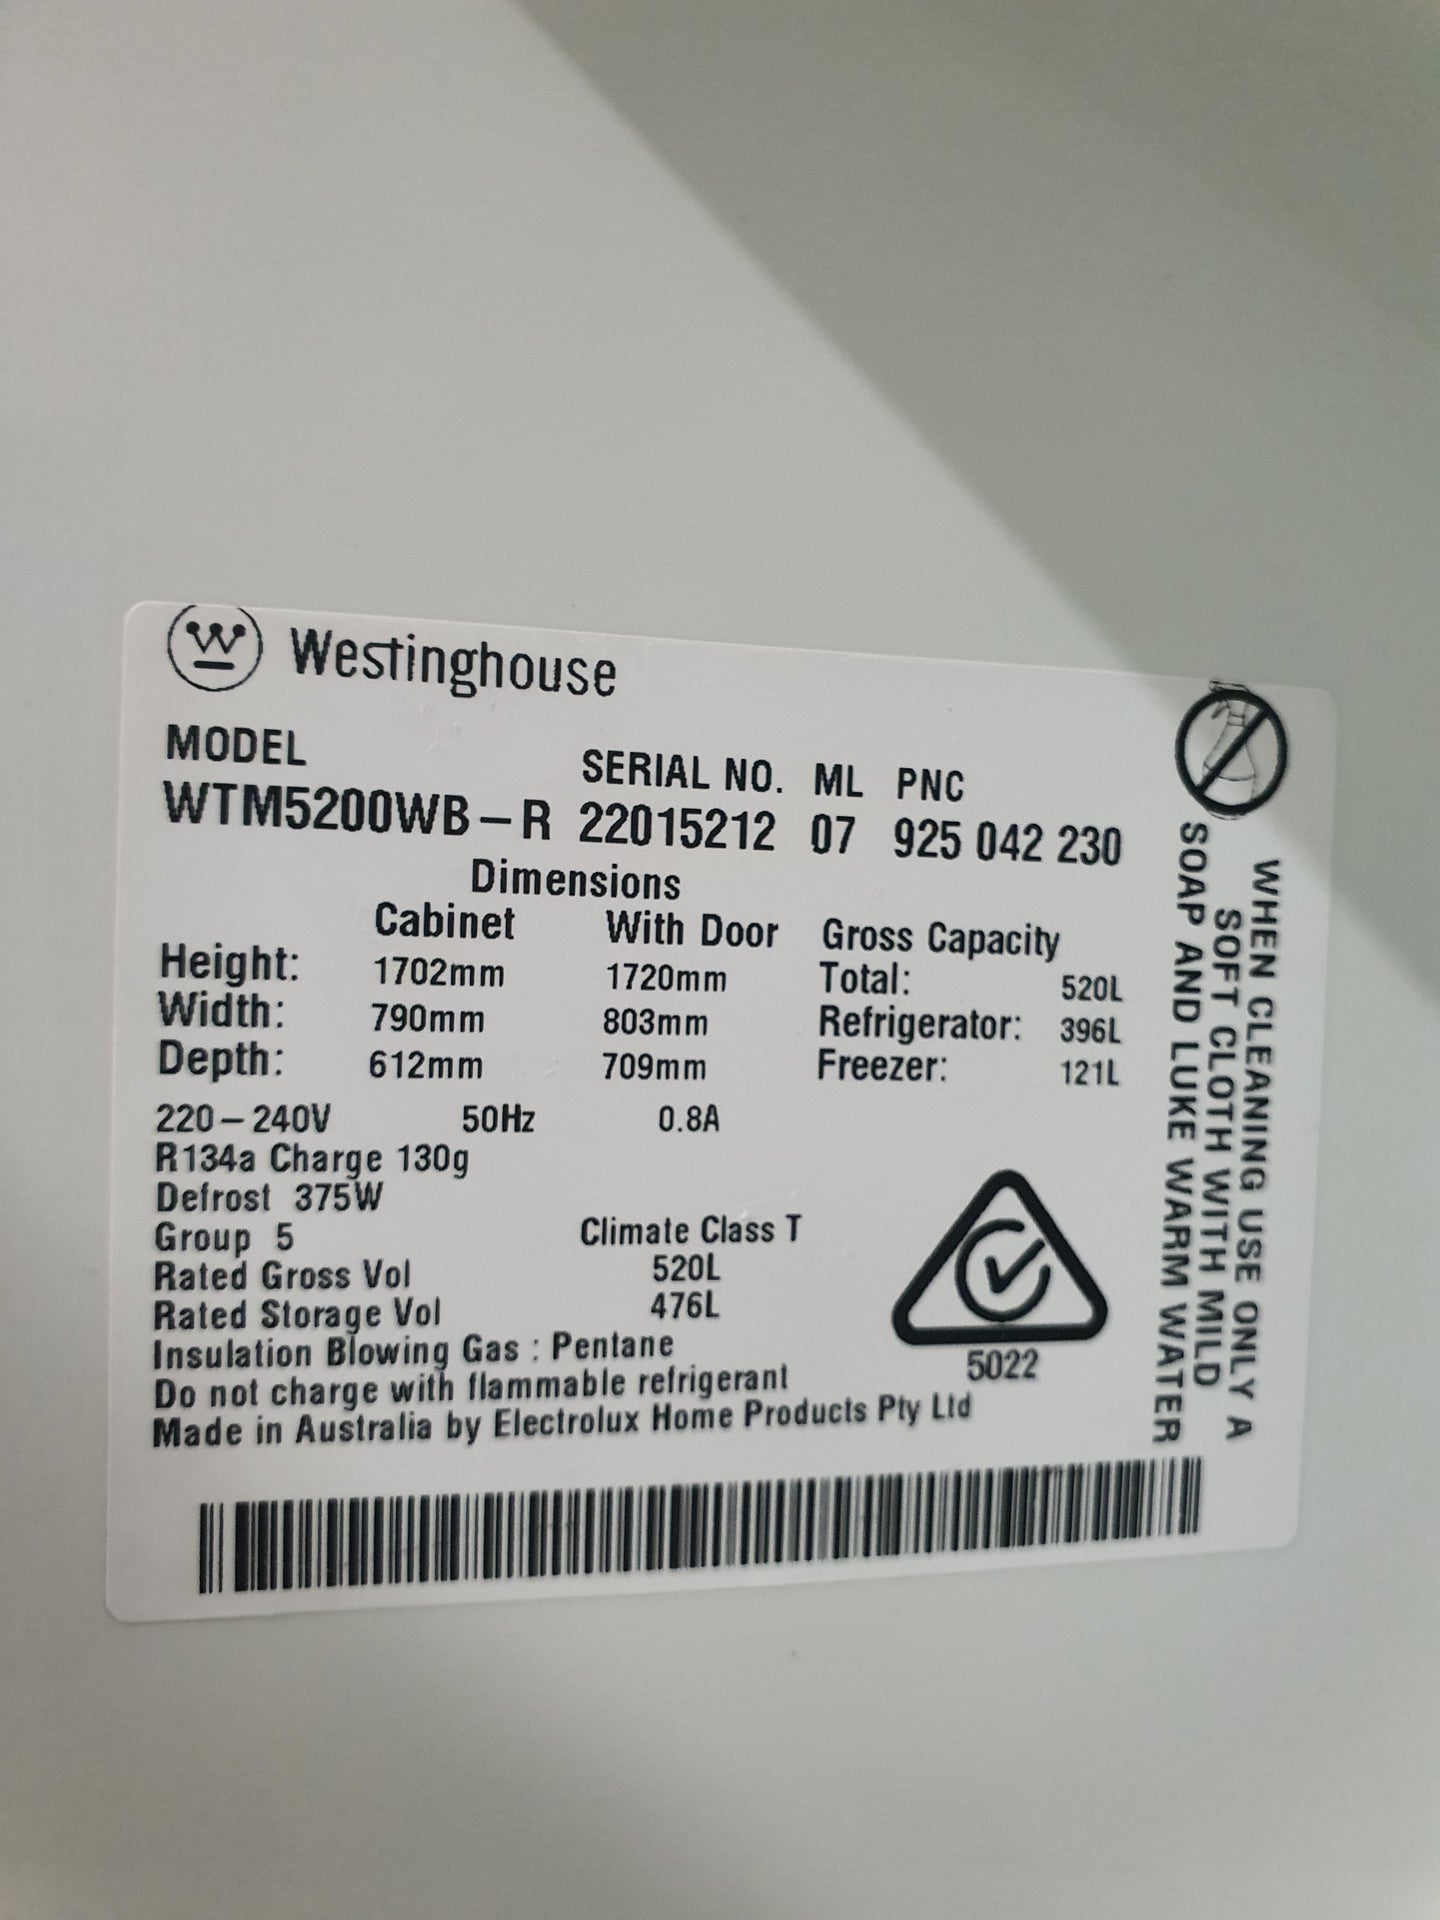 Westinghouse
MODEL SERIAL NO. ML PNC
WTM5200WB-R 22015212 07 925 042 230
Dimensions
Cabinet With Door Gross Capacity
Height: 1702mm 1720mm Total: 520L
Width: 790mm 803mm Refrigerator: 396L
Depth: 612mm 709mm Freezer: 121L
220-240V 50Hz 0.8A
R134a Charge 130g
Defrost 375W
Group 5 Climate Class T
Rated Gross Vol 520L
Rated Storage Vol 476L
Insulation Blowing Gas : Pentane
Do not charge with flammable refrigerant
Made in Australia by Electrolux Home Products Pty Ltd
5022
WHEN CLEANING USE ONLY A
SOFT CLOTH WITH MILD
SOAP AND LUKE WARM WATER